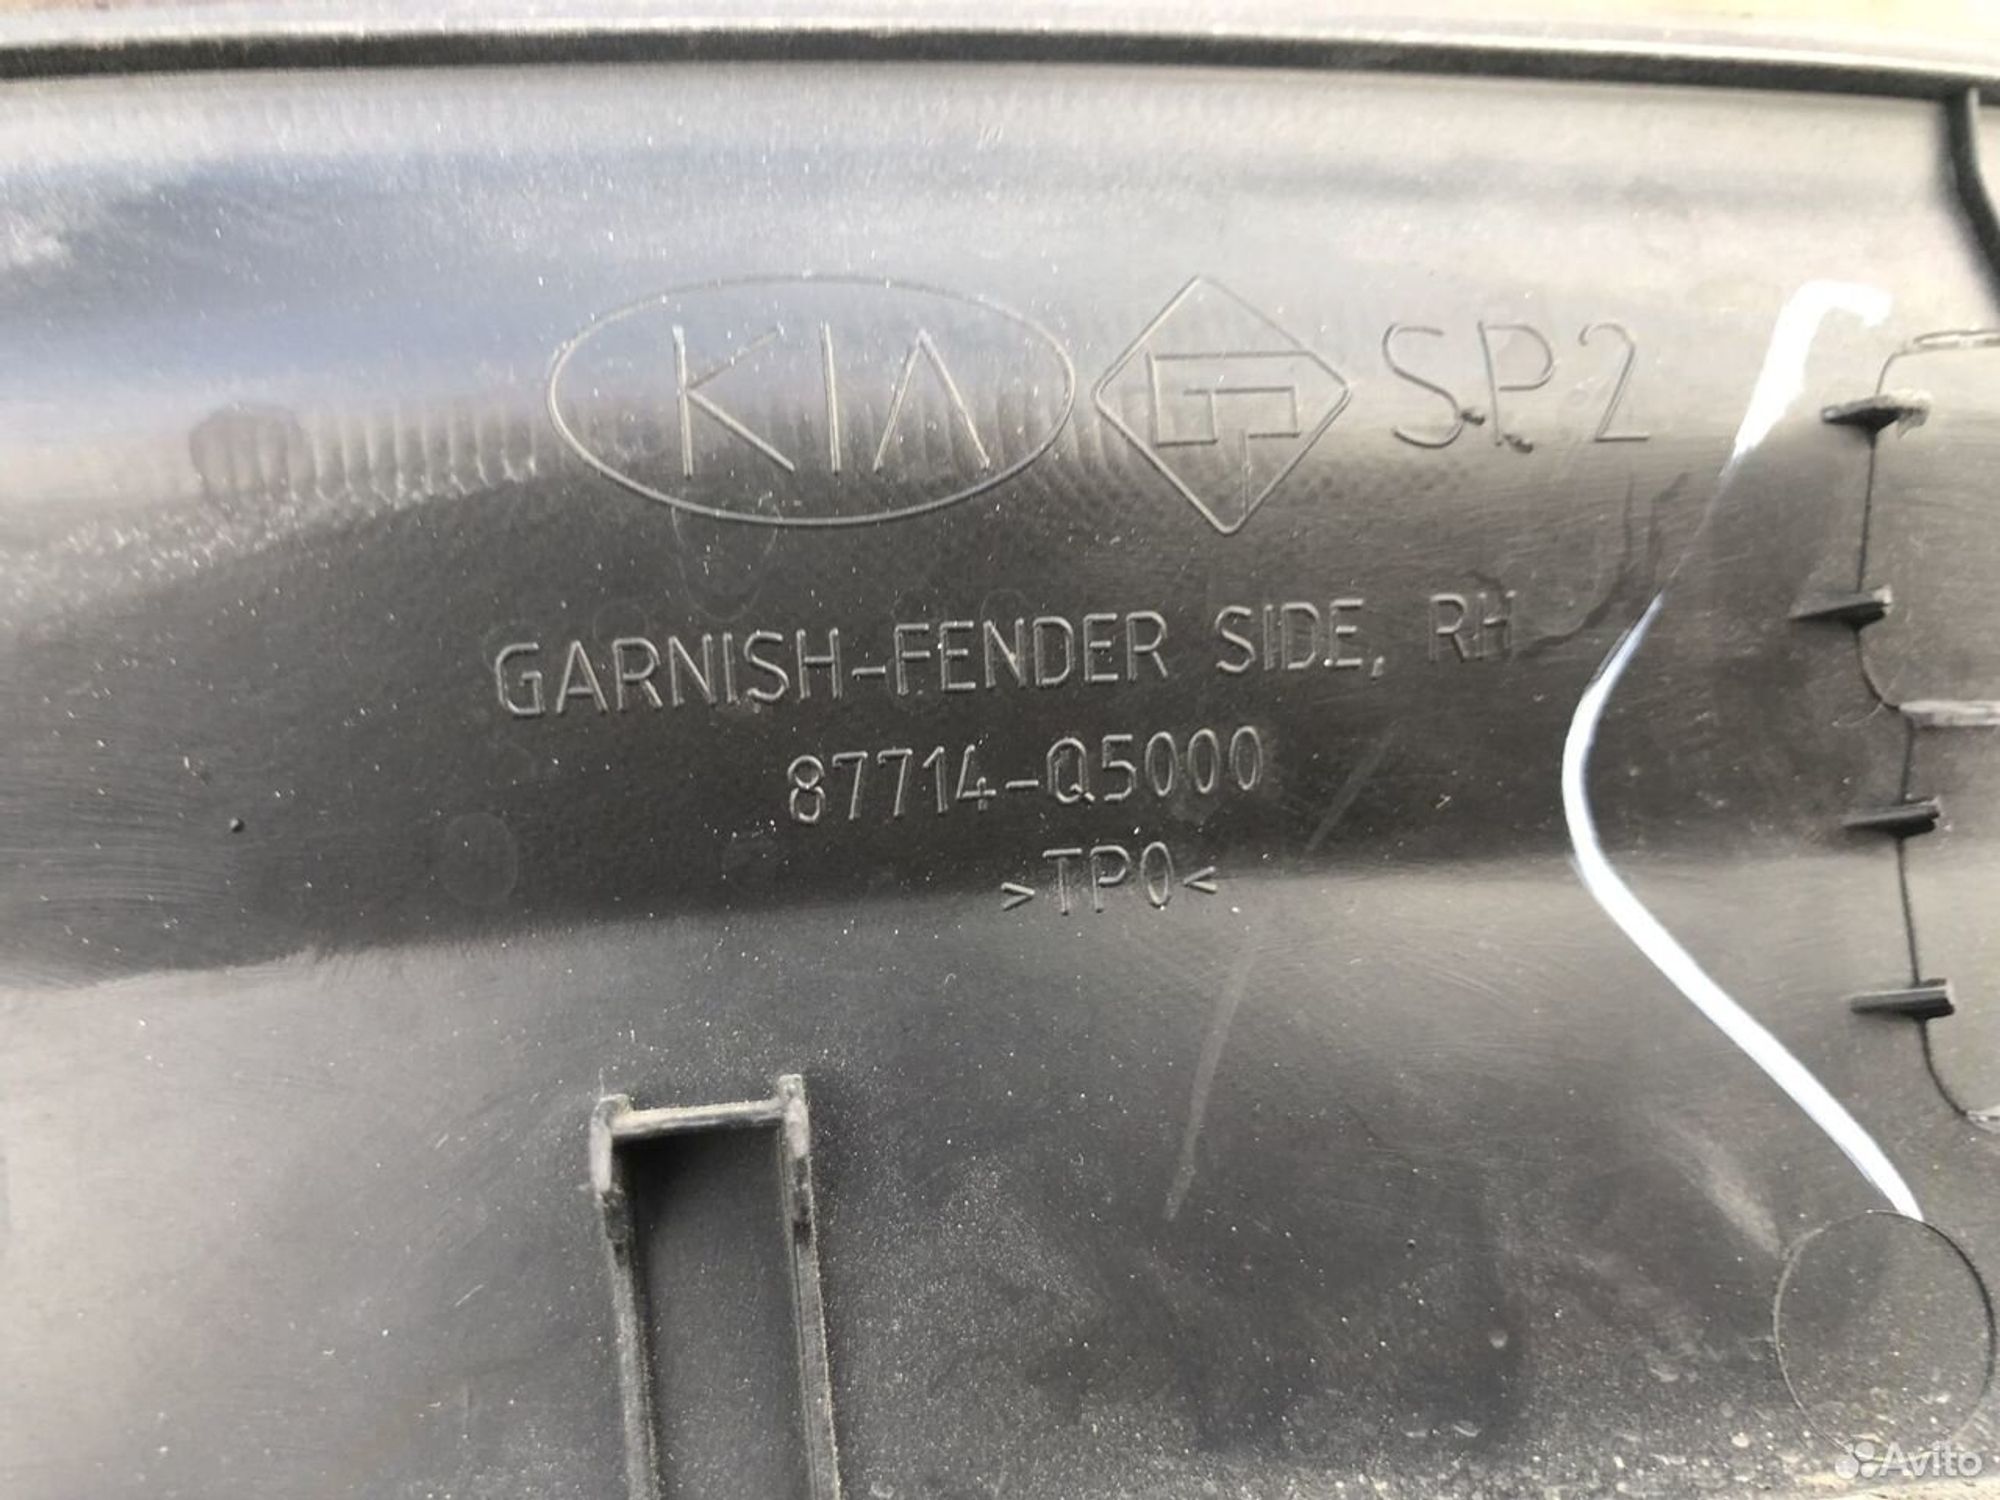 KIA SP2
GARNISH-FENDER SIDE, RH
87714-Q5000
>TPO<
Avito